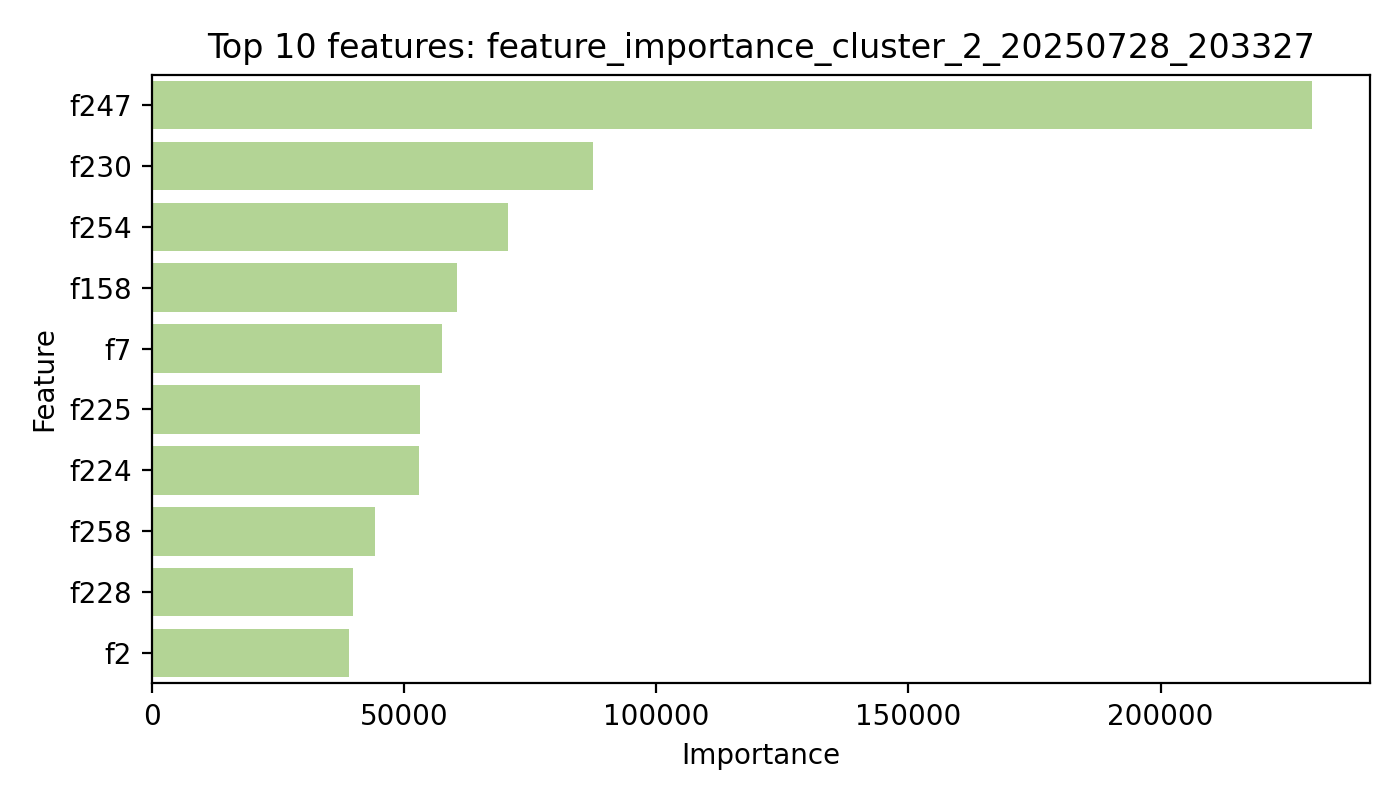 Top 10 features: feature_importance_cluster_2_20250728_203327
f247
f230
f254
f158
f7
f225
f224
f258
f228
f2
Feature
0 50000 100000 150000 200000
Importance